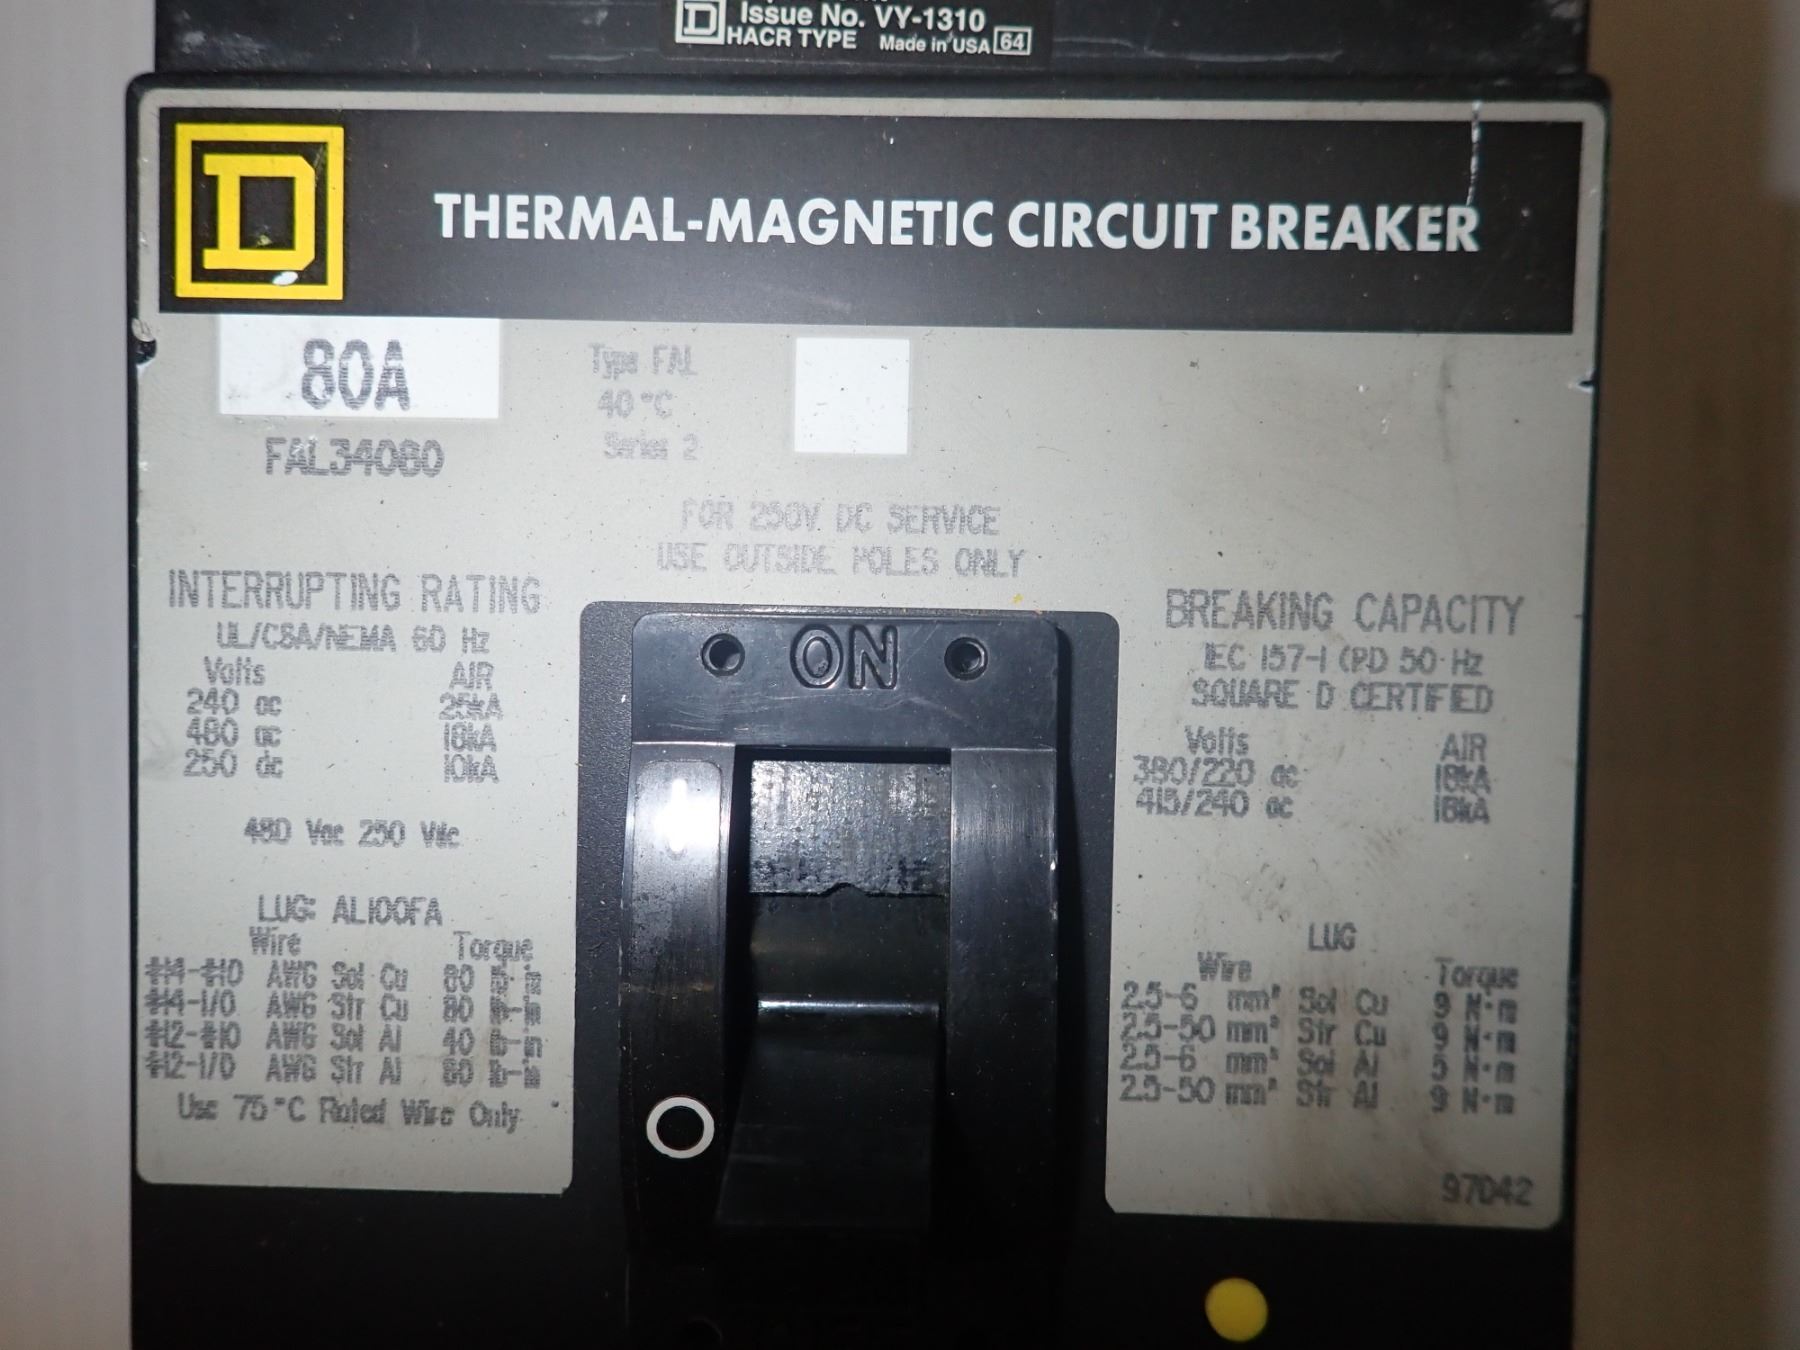 Issue No. VY-1310
D HACR TYPE Made in USA 64
D
THERMAL-MAGNETIC CIRCUIT BREAKER
80A
FAL34080
Type FAL
40°C
Series 2
FOR 250V DC SERVICE
USE OUTSIDE POLES ONLY
INTERRUPTING RATING
UL/CSA/NEMA 60 Hz
Volts AIR
240 ac 25kA
480 ac 18kA
250 dc 10kA
480 Vac 250 Vdc
LUG: AL100FA
Wire Torque
#14-#10 AWG Sol Cu 80 lb-in
#14-1/0 AWG Str Cu 80 lb-in
#12-#10 AWG Sol Al 40 lb-in
#12-1/0 AWG Str Al 80 lb-in
Use 75°C Rated Wire Only
ON
BREAKING CAPACITY
IEC 157-1 (PD 50 Hz
SQUARE D CERTIFIED
Volts AIR
380/220 ac 18kA
415/240 ac 18kA
LUG
Wire Torque
2.5-6 mm² Sol Cu 9 N·m
2.5-50 mm² Str Cu 9 N·m
2.5-6 mm² Sol Al 5 N·m
2.5-50 mm² Str Al 9 N·m
97042